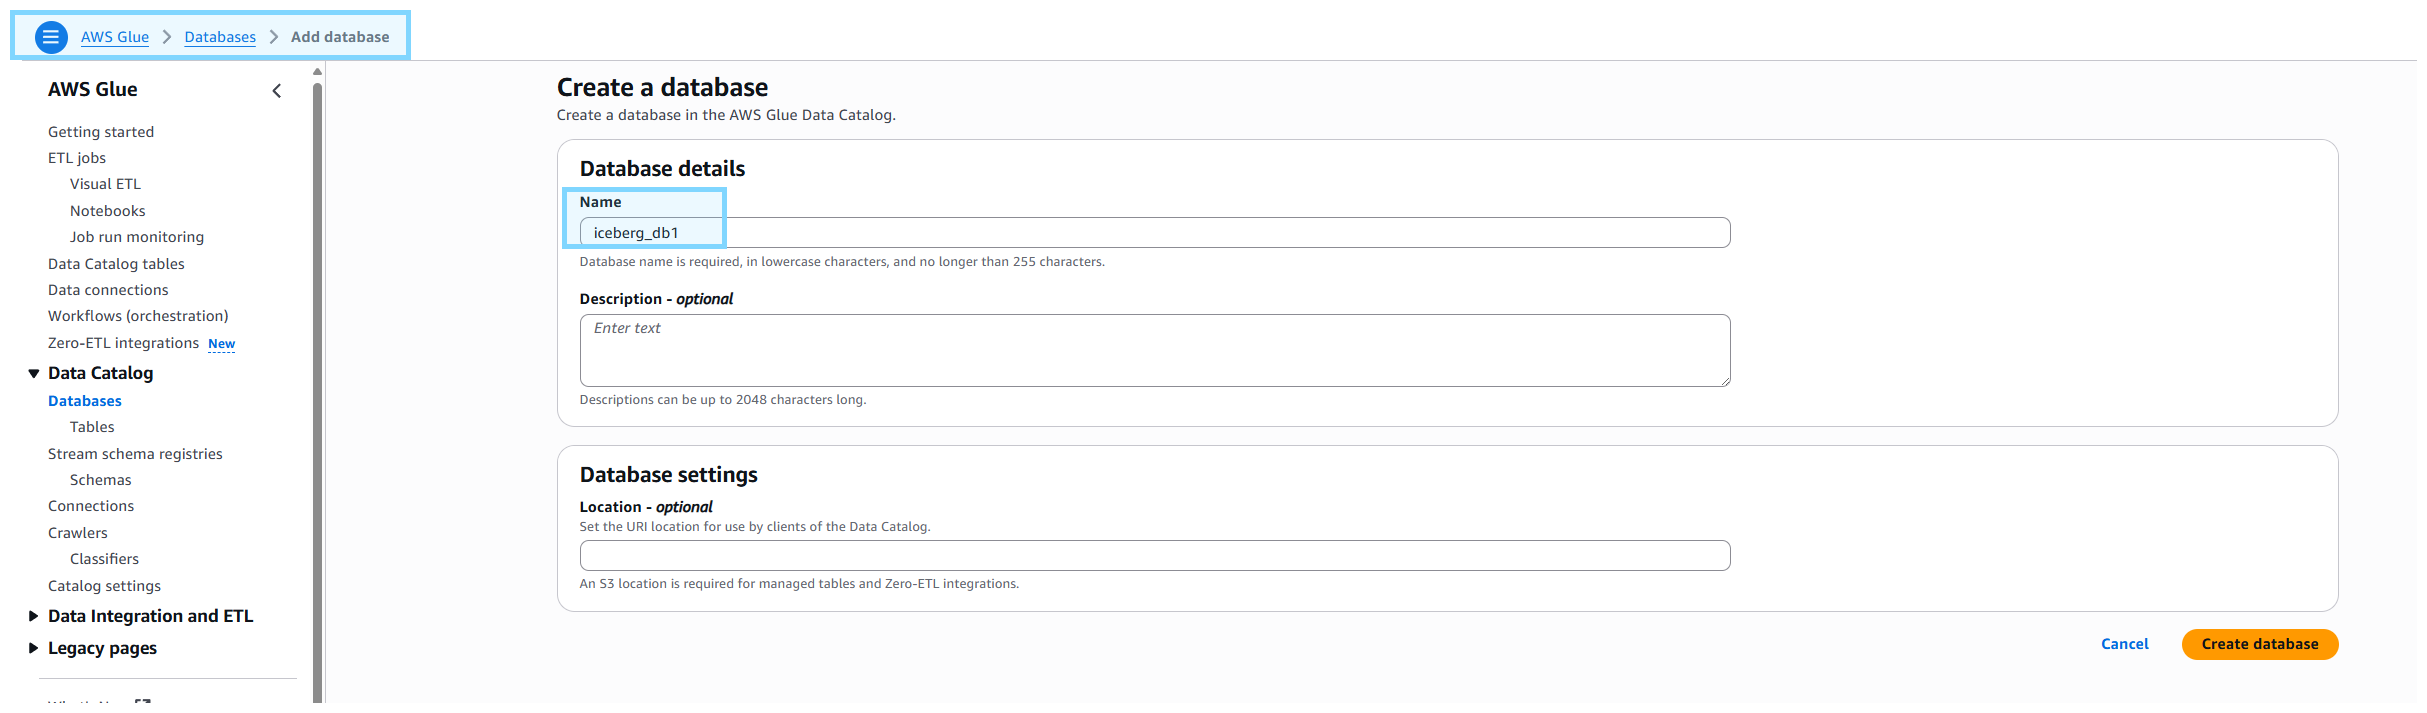 AWS Glue > Databases > Add database
AWS Glue
Getting started
ETL jobs
Visual ETL
Notebooks
Job run monitoring
Data Catalog tables
Data connections
Workflows (orchestration)
Zero-ETL integrations New
Data Catalog
Databases
Tables
Stream schema registries
Schemas
Connections
Crawlers
Classifiers
Catalog settings
Data Integration and ETL
Legacy pages
Create a database
Create a database in the AWS Glue Data Catalog.
Database details
Name
iceberg_db1
Database name is required, in lowercase characters, and no longer than 255 characters.
Description - optional
Enter text
Descriptions can be up to 2048 characters long.
Database settings
Location - optional
Set the URI location for use by clients of the Data Catalog.
An S3 location is required for managed tables and Zero-ETL integrations.
Cancel
Create database